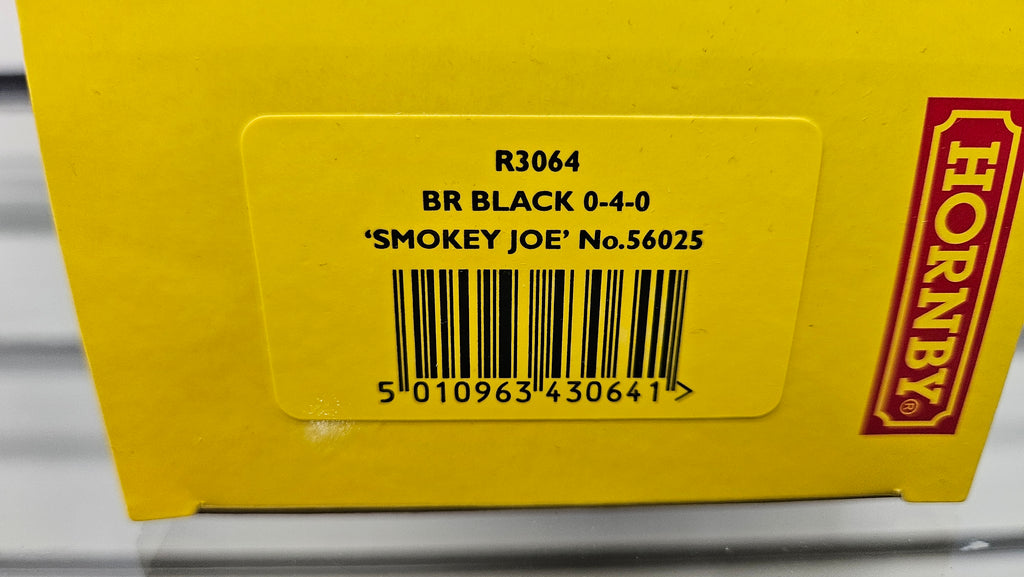 R3064
BR BLACK 0-4-0
‘SMOKEY JOE’ No.56025
5 010963 430641 >
HORNBY®